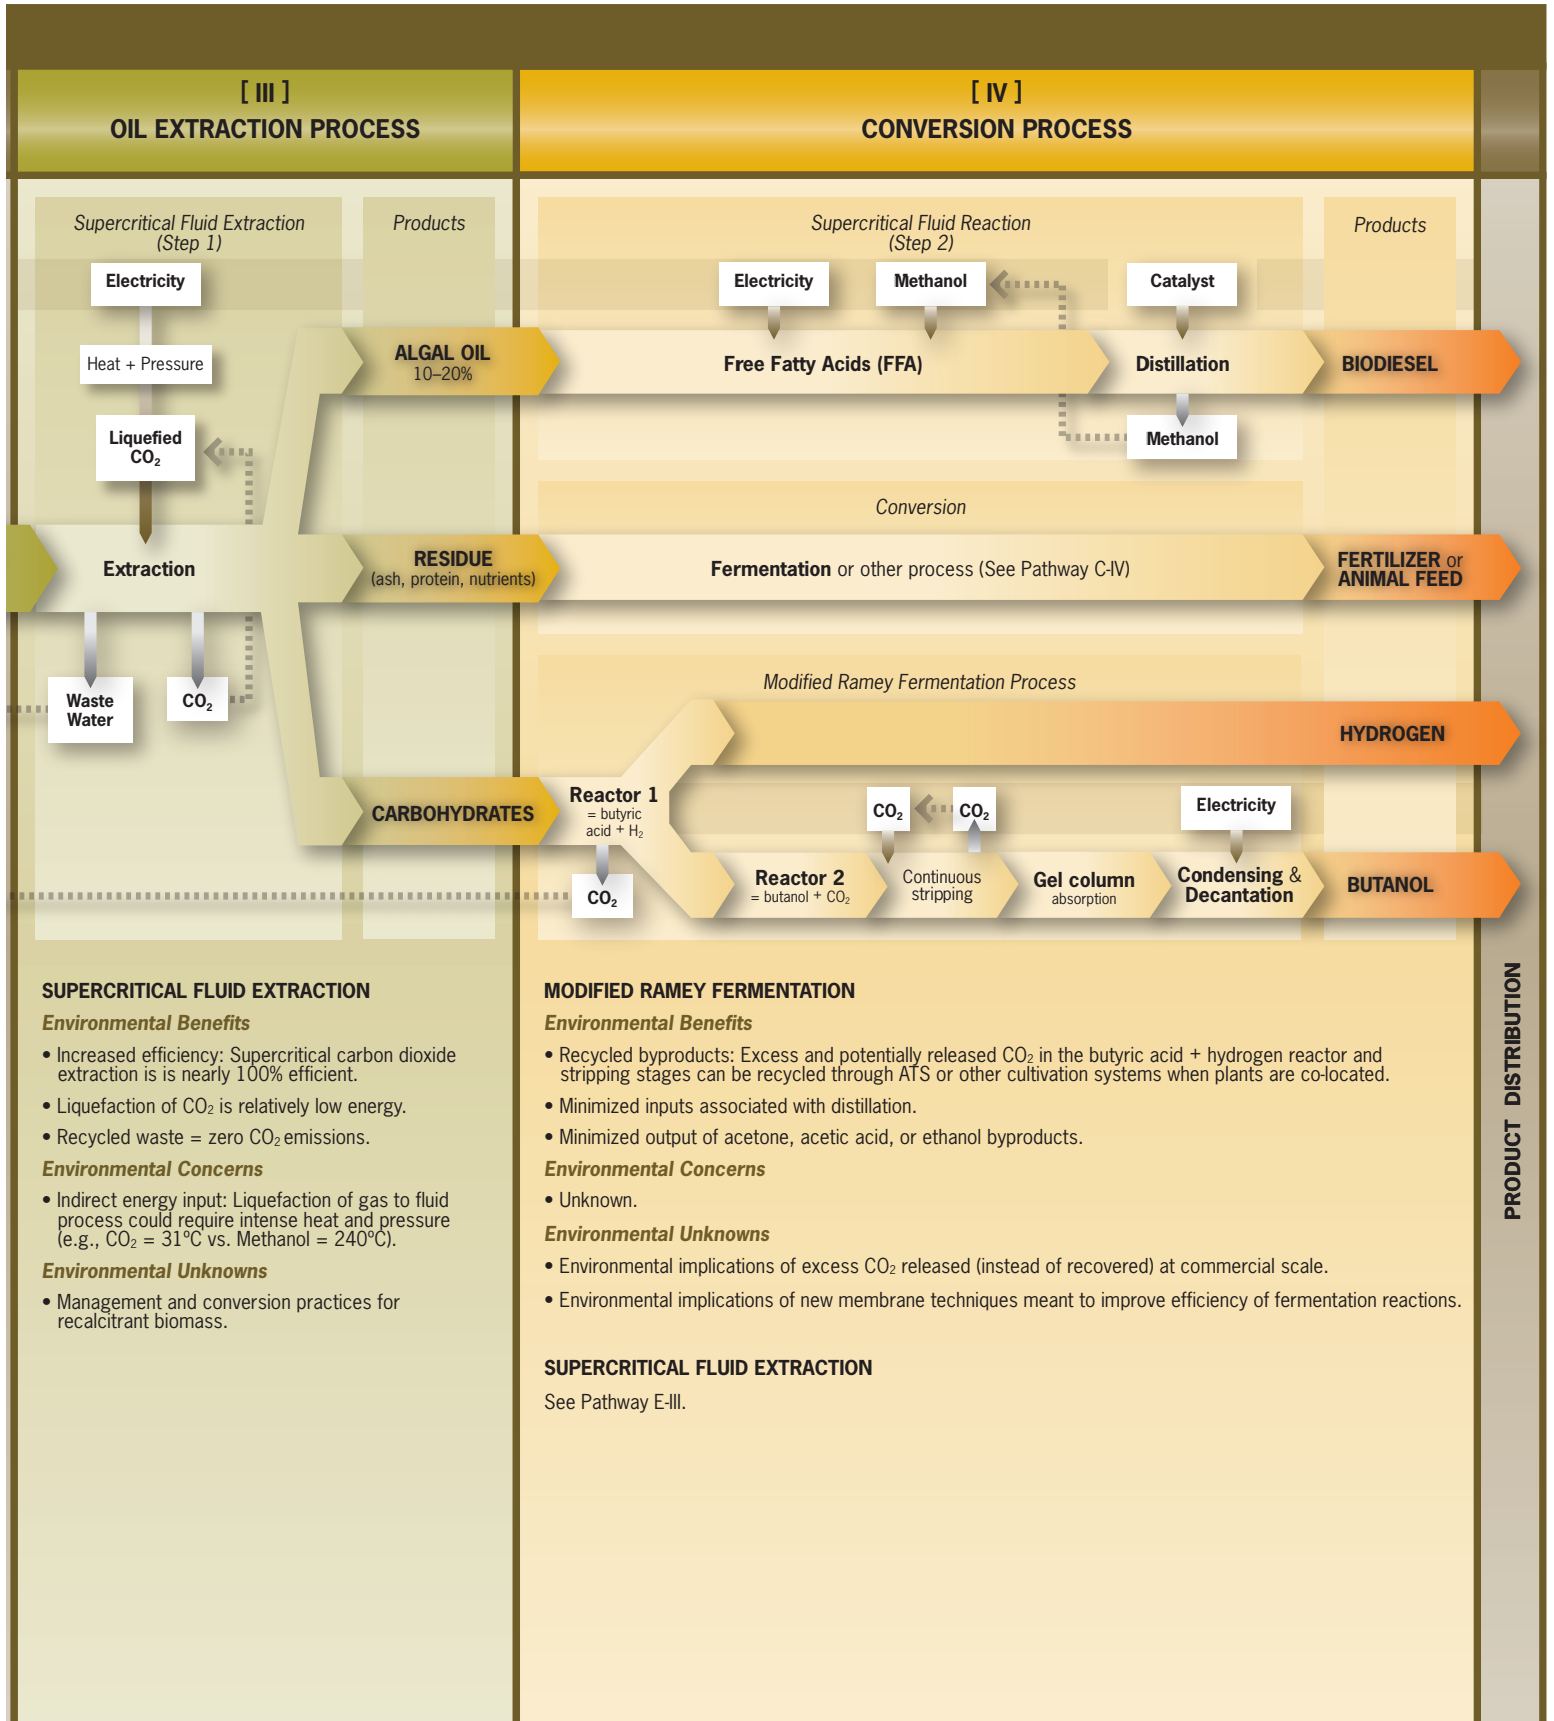 [ III ]
OIL EXTRACTION PROCESS
[ IV ]
CONVERSION PROCESS
Supercritical Fluid Extraction
(Step 1)
Products
Electricity
Heat + Pressure
Liquefied
CO₂
Extraction
Waste
Water
CO₂
ALGAL OIL
10–20%
RESIDUE
(ash, protein, nutrients)
CARBOHYDRATES
Supercritical Fluid Reaction
(Step 2)
Products
Electricity
Methanol
Catalyst
Free Fatty Acids (FFA)
Distillation
BIODIESEL
Methanol
Conversion
Fermentation or other process (See Pathway C-IV)
FERTILIZER or
ANIMAL FEED
Modified Ramey Fermentation Process
HYDROGEN
Reactor 1
= butyric
acid + H₂
CO₂
CO₂
CO₂
Electricity
Reactor 2
= butanol + CO₂
Continuous
stripping
Gel column
absorption
Condensing &
Decantation
BUTANOL
SUPERCRITICAL FLUID EXTRACTION
Environmental Benefits
• Increased efficiency: Supercritical carbon dioxide
extraction is is nearly 100% efficient.
• Liquefaction of CO₂ is relatively low energy.
• Recycled waste = zero CO₂ emissions.
Environmental Concerns
• Indirect energy input: Liquefaction of gas to fluid
process could require intense heat and pressure
(e.g., CO₂ = 31ºC vs. Methanol = 240ºC).
Environmental Unknowns
• Management and conversion practices for
recalcitrant biomass.
MODIFIED RAMEY FERMENTATION
Environmental Benefits
• Recycled byproducts: Excess and potentially released CO₂ in the butyric acid + hydrogen reactor and
stripping stages can be recycled through ATS or other cultivation systems when plants are co-located.
• Minimized inputs associated with distillation.
• Minimized output of acetone, acetic acid, or ethanol byproducts.
Environmental Concerns
• Unknown.
Environmental Unknowns
• Environmental implications of excess CO₂ released (instead of recovered) at commercial scale.
• Environmental implications of new membrane techniques meant to improve efficiency of fermentation reactions.
SUPERCRITICAL FLUID EXTRACTION
See Pathway E-III.
PRODUCT DISTRIBUTION